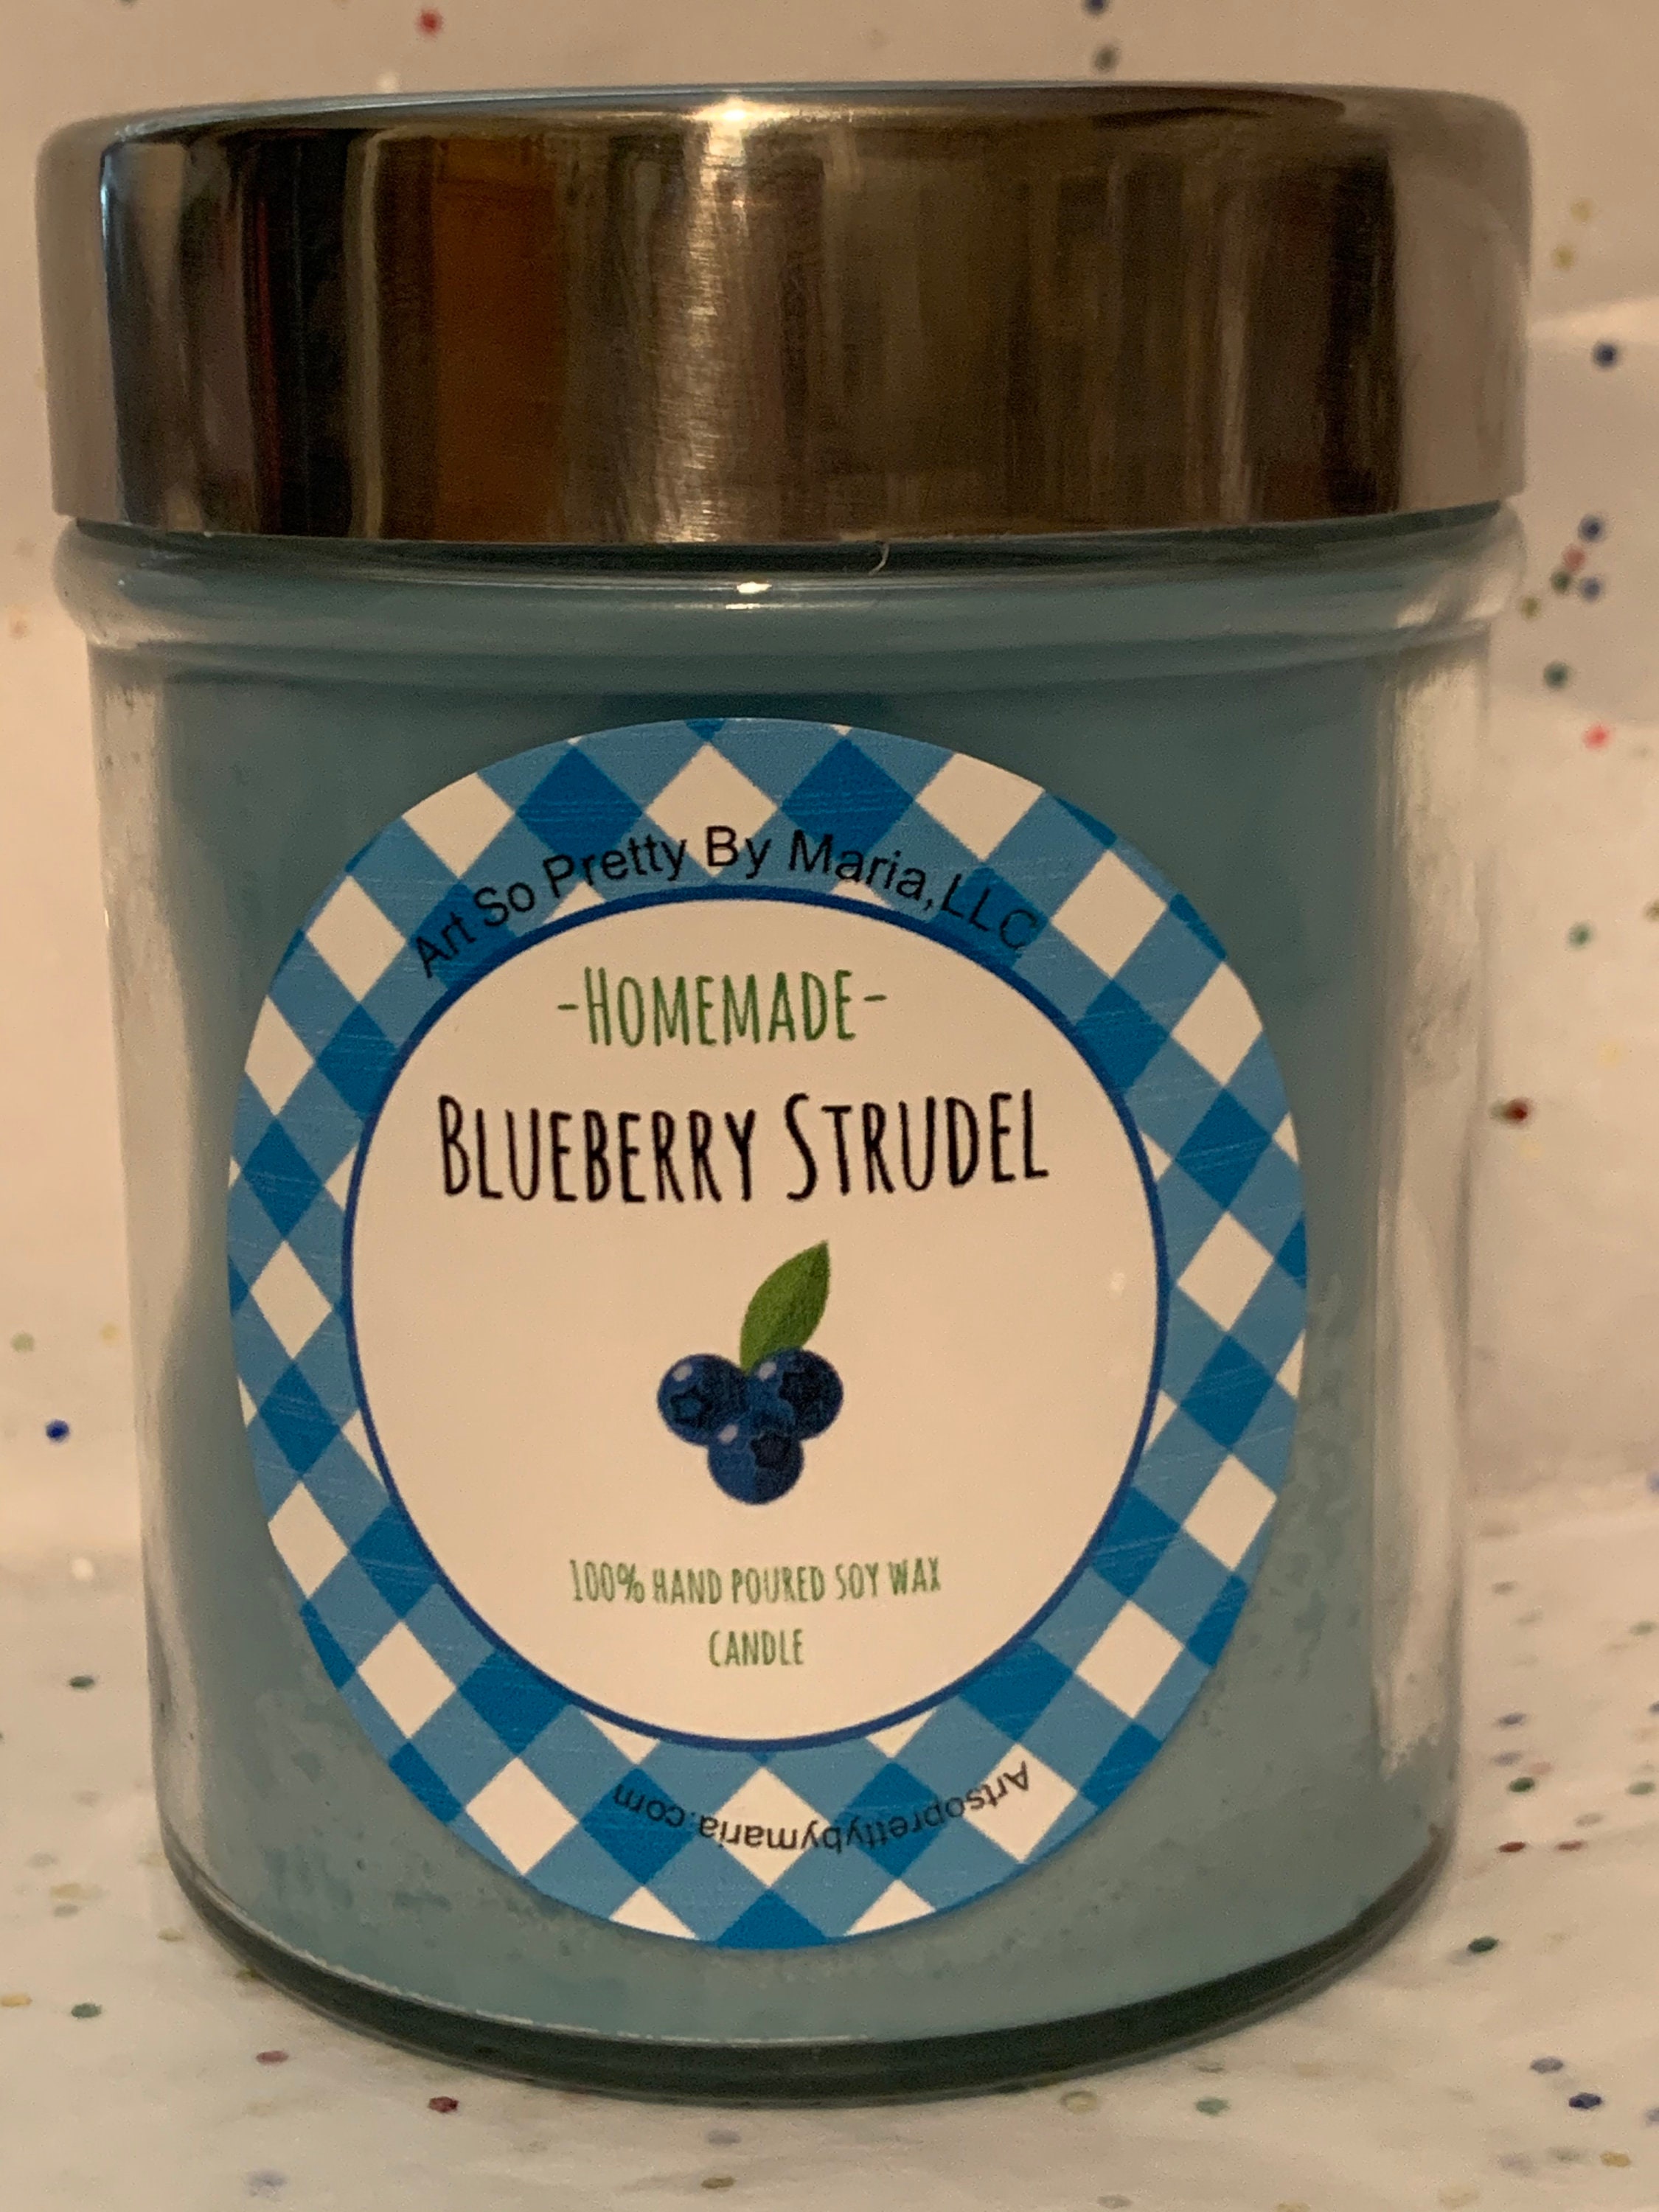 Art So Pretty By Maria,LLC
-Homemade-
Blueberry Strudel
100% hand poured soy wax
candle
Artsoprettybymaria.com